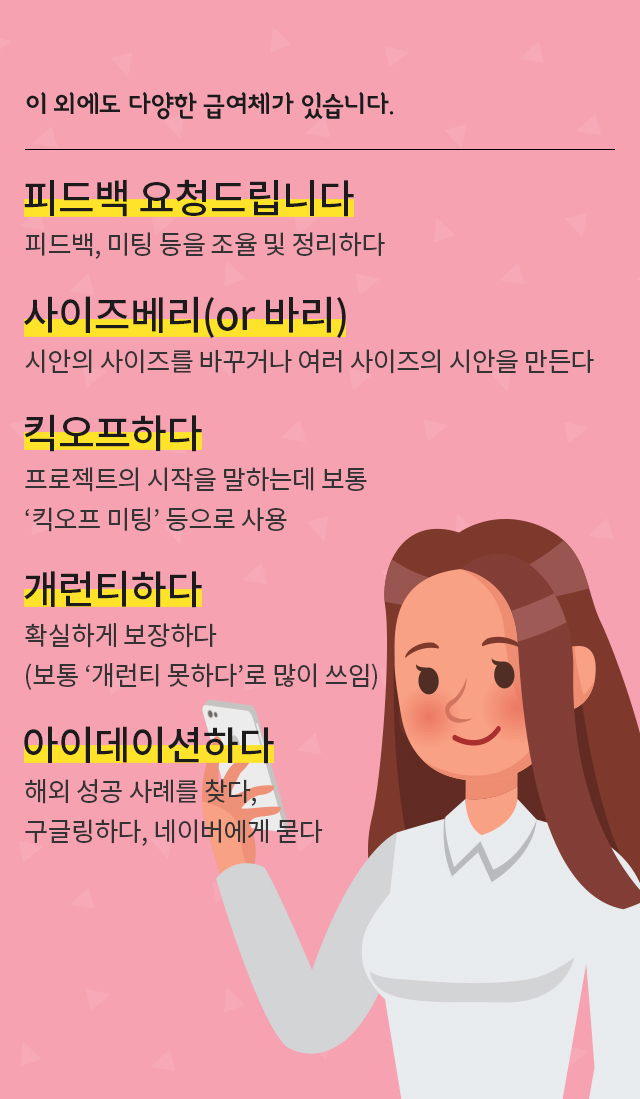 이 외에도 다양한 급여체가 있습니다.
피드백 요청드립니다
피드백, 미팅 등을 조율 및 정리하다
사이즈베리(or 바리)
시안의 사이즈를 바꾸거나 여러 사이즈의 시안을 만든다
킥오프하다
프로젝트의 시작을 말하는데 보통
‘킥오프 미팅’ 등으로 사용
개런티하다
확실하게 보장하다
(보통 ‘개런티 못하다’로 많이 쓰임)
아이데이션하다
해외 성공 사례를 찾다,
구글링하다, 네이버에게 묻다